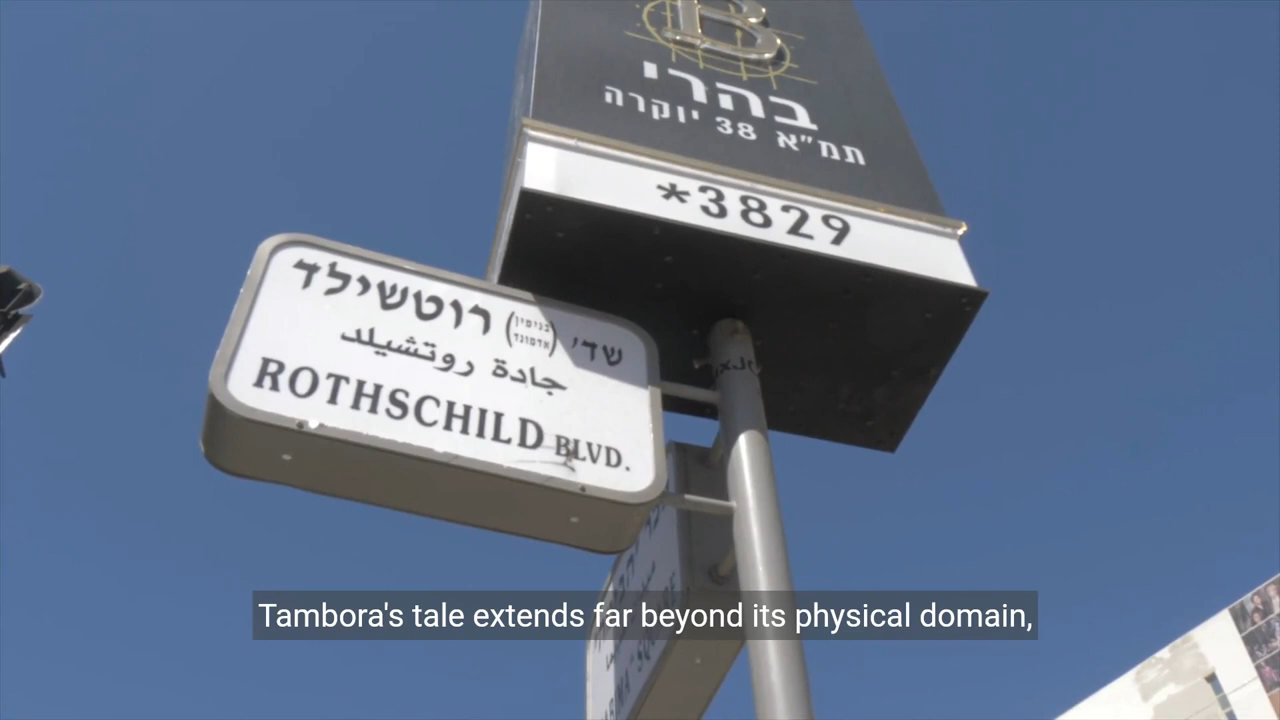 B
בהרי
תמ"א 38 יוקרה
*3829
שד' (בנימין אדמונד) רוטשילד
جادة روتشيلد
ROTHSCHILD BLVD.
Tambora's tale extends far beyond its physical domain,